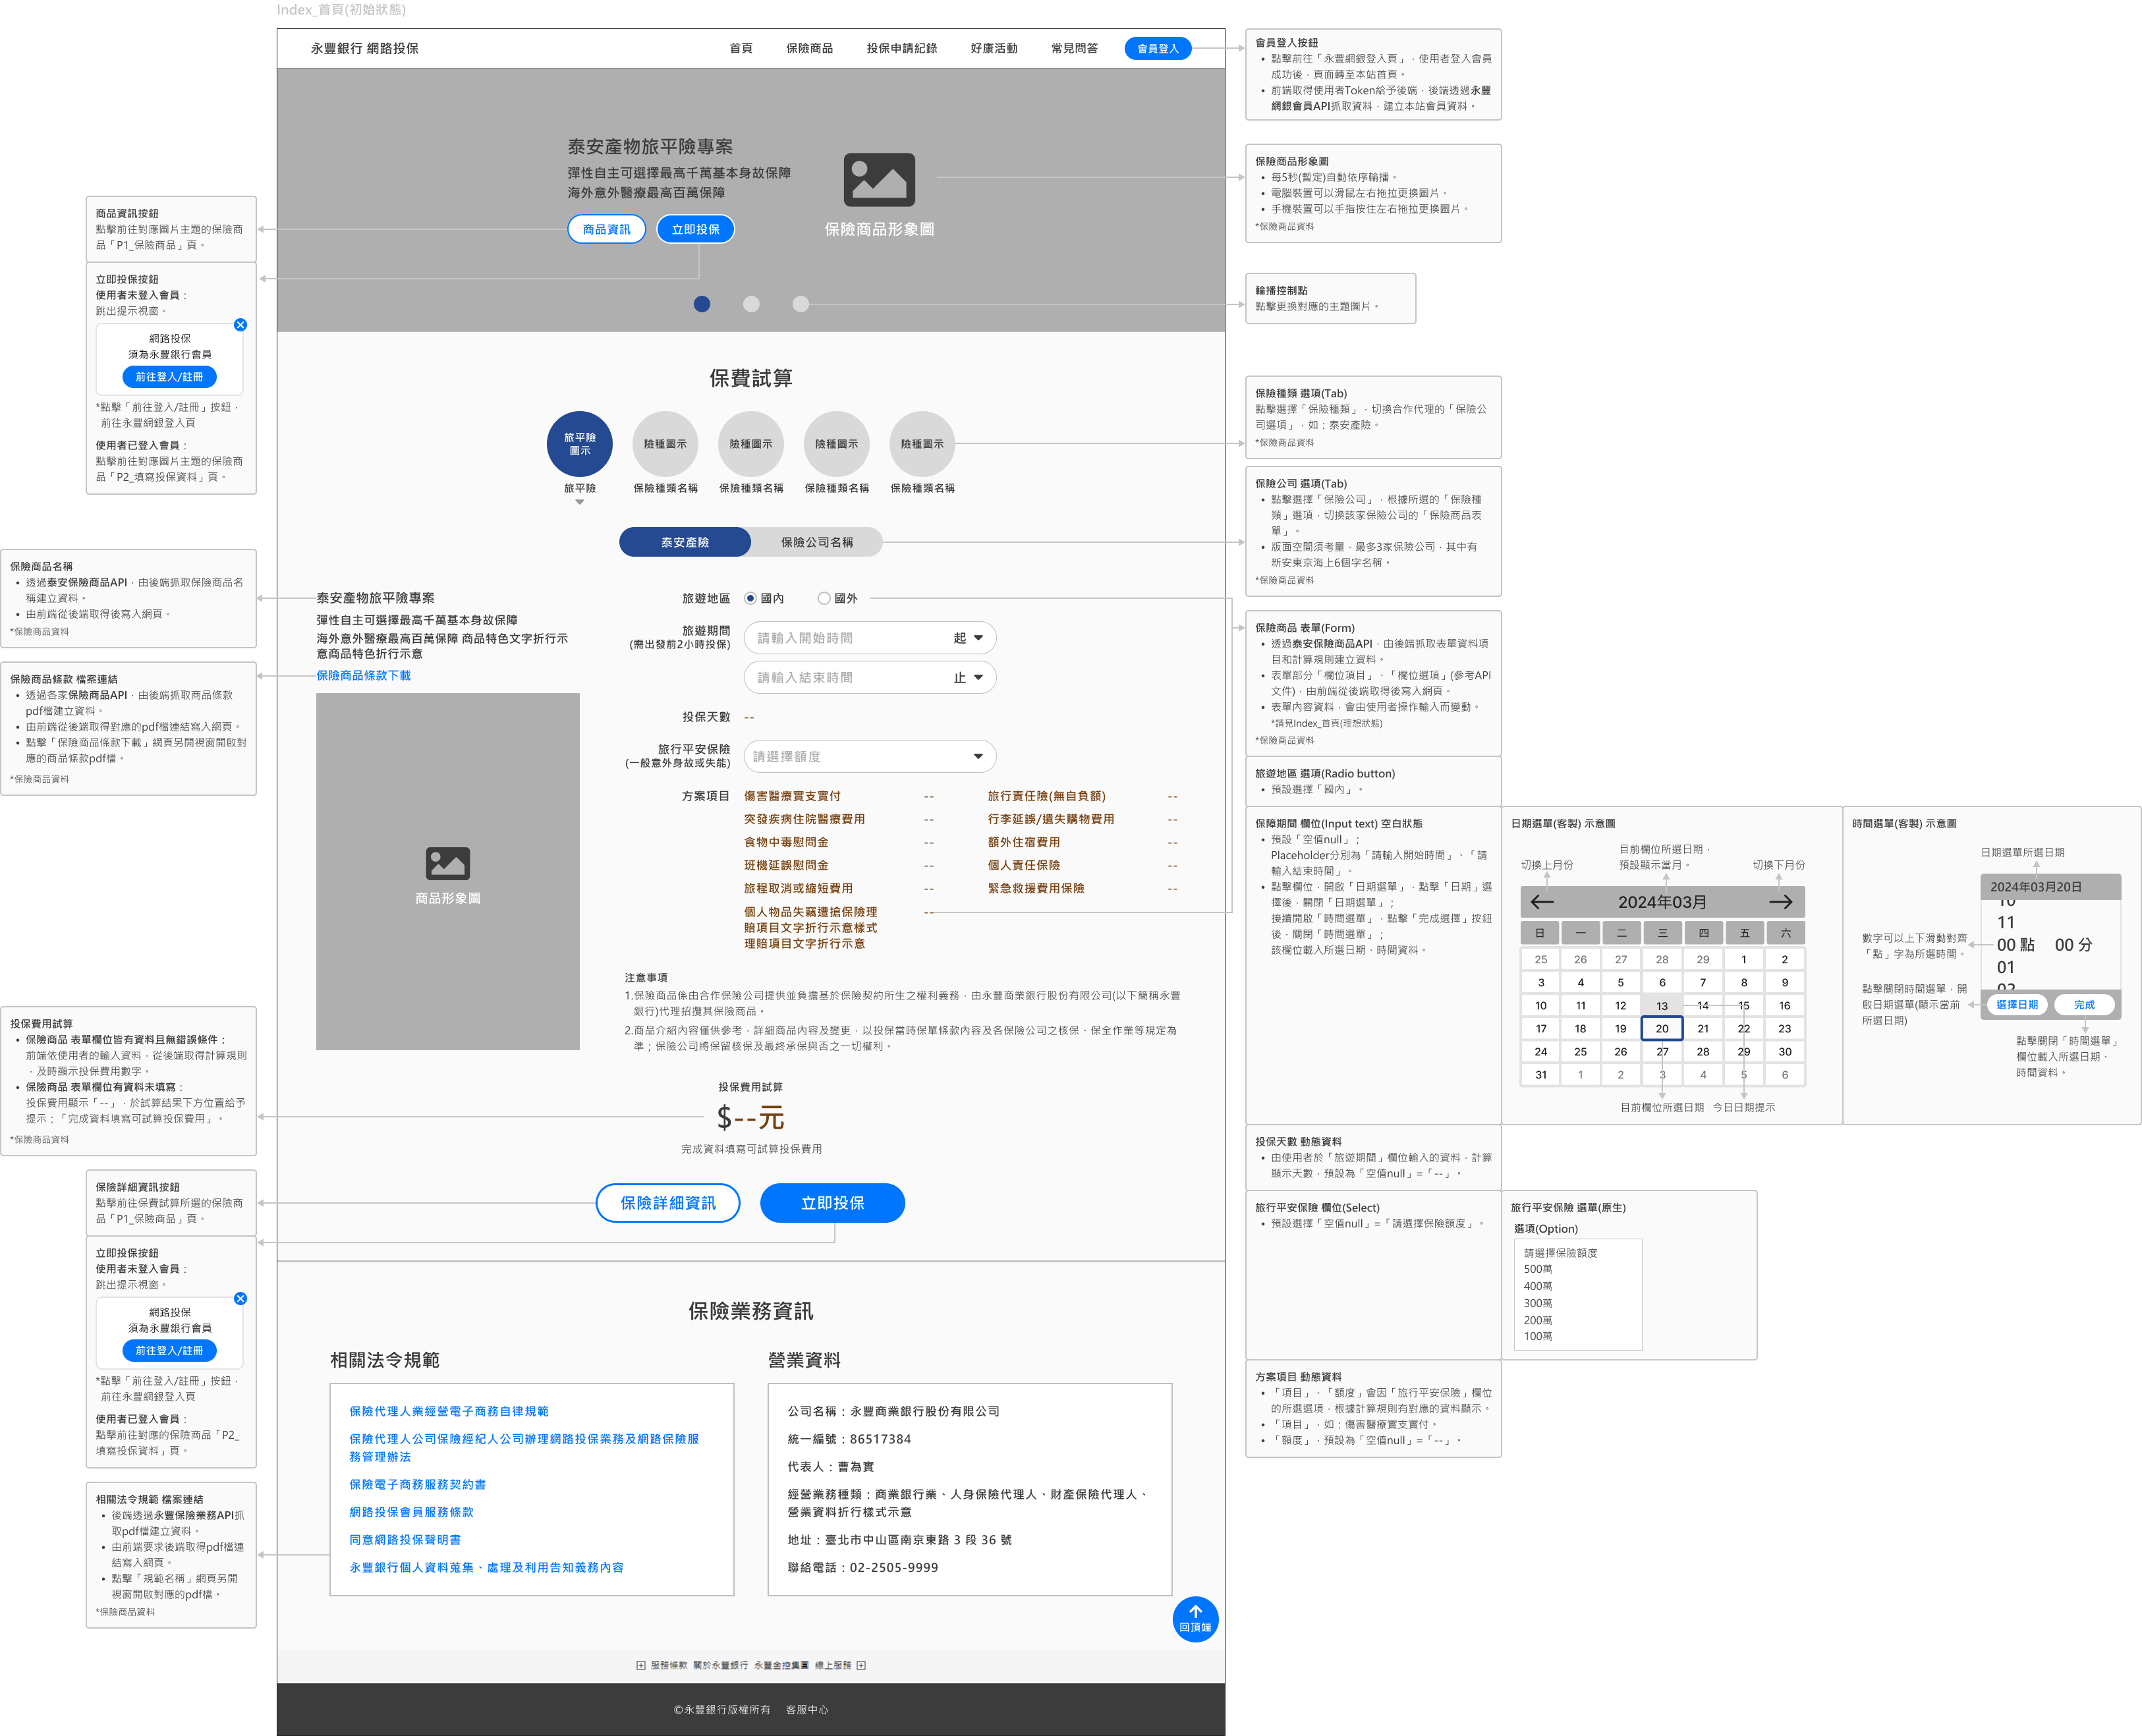 Index_首頁(初始狀態)
永豐銀行 網路投保
首頁
保險商品
投保申請紀錄
好康活動
常見問答
會員登入
泰安產物旅平險專案
彈性自主可選擇最高千萬基本身故保障
海外意外醫療最高百萬保障
商品資訊
立即投保
保險商品形象圖
會員登入按鈕
• 點擊前往「永豐網銀登入頁」，使用者登入會員
成功後，頁面轉至本站首頁。
• 前端取得使用者Token給予後端，後端透過永豐
網銀會員API抓取資料，建立本站會員資料。
保險商品形象圖
• 每5秒(暫定)自動依序輪播。
• 電腦裝置可以滑鼠左右拖拉更換圖片。
• 手機裝置可以手指按住左右拖拉更換圖片。
*保險商品資料
輪播控制點
點擊更換對應的主題圖片。
商品資訊按鈕
點擊前往對應圖片主題的保險商
品「P1_保險商品」頁。
立即投保按鈕
使用者未登入會員：
跳出提示視窗。
網路投保
須為永豐銀行會員
前往登入/註冊
*點擊「前往登入/註冊」按鈕，
前往永豐網銀登入頁
使用者已登入會員：
點擊前往對應圖片主題的保險商
品「P2_填寫投保資料」頁。
保費試算
旅平險
圖示
險種圖示
險種圖示
險種圖示
險種圖示
旅平險
保險種類名稱
保險種類名稱
保險種類名稱
保險種類名稱
泰安產險
保險公司名稱
保險種類 選項(Tab)
點擊選擇「保險種類」，切換合作代理的「保險公
司選項」，如：泰安產險。
*保險商品資料
保險公司 選項(Tab)
• 點擊選擇「保險公司」，根據所選的「保險種
類」選項，切換該家保險公司的「保險商品表
單」。
• 版面空間須考量，最多3家保險公司，其中有
新安東京海上6個字名稱。
*保險商品資料
保險商品名稱
• 透過泰安保險商品API，由後端抓取保險商品名
稱建立資料。
• 由前端從後端取得後寫入網頁。
*保險商品資料
保險商品條款 檔案連結
• 透過各家保險商品API，由後端抓取商品條款
pdf檔建立資料。
• 由前端從後端取得對應的pdf檔連結寫入網頁。
• 點擊「保險商品條款下載」網頁另開視窗開啟對
應的商品條款pdf檔。
*保險商品資料
泰安產物旅平險專案
彈性自主可選擇最高千萬基本身故保障
海外意外醫療最高百萬保障 商品特色文字折行示
意商品特色折行示意
保險商品條款下載
商品形象圖
旅遊地區
國內
國外
旅遊期間
(需出發前2小時投保)
請輸入開始時間
起
請輸入結束時間
止
投保天數
--
旅行平安保險
(一般意外身故或失能)
請選擇額度
方案項目
傷害醫療實支實付 -- 旅行責任險(無自負額) --
突發疾病住院醫療費用 -- 行李延誤/遺失購物費用 --
食物中毒慰問金 -- 額外住宿費用 --
班機延誤慰問金 -- 個人責任保險 --
旅程取消或縮短費用 -- 緊急救援費用保險 --
個人物品失竊遭搶保險理 --
賠項目文字折行示意樣式
理賠項目文字折行示意
注意事項
1.保險商品係由合作保險公司提供並負擔基於保險契約所生之權利義務，由永豐商業銀行股份有限公司(以下簡稱永豐
銀行)代理招攬其保險商品。
2.商品介紹內容僅供參考，詳細商品內容及變更，以投保當時保單條款內容及各保險公司之核保、保全作業等規定為
準；保險公司將保留核保及最終承保與否之一切權利。
投保費用試算
$--元
完成資料填寫可試算投保費用
保險詳細資訊
立即投保
保險商品 表單(Form)
• 透過泰安保險商品API，由後端抓取表單資料項
目和計算規則建立資料。
• 表單部分「欄位項目」、「欄位選項」(參考API
文件)，由前端從後端取得後寫入網頁。
• 表單內容資料，會由使用者操作輸入而變動。
*請見Index_首頁(理想狀態)
*保險商品資料
旅遊地區 選項(Radio button)
• 預設選擇「國內」。
保障期間 欄位(Input text) 空白狀態
• 預設「空值null」；
Placeholder分別為「請輸入開始時間」、「請
輸入結束時間」。
• 點擊欄位，開啟「日期選單」，點擊「日期」選
擇後，關閉「日期選單」；
接續開啟「時間選單」，點擊「完成選擇」按鈕
後，關閉「時間選單」；
該欄位載入所選日期、時間資料。
日期選單(客製) 示意圖
切換上月份
目前欄位所選日期，
預設顯示當月。
切換下月份
2024年03月
日 一 二 三 四 五 六
25 26 27 28 29 1 2
3 4 5 6 7 8 9
10 11 12 13 14 15 16
17 18 19 20 21 22 23
24 25 26 27 28 29 30
31 1 2 3 4 5 6
目前欄位所選日期
今日日期提示
時間選單(客製) 示意圖
日期選單所選日期
2024年03月20日
10
11
00 點 00 分
01
02
數字可以上下滑動對齊
「點」字為所選時間。
點擊關閉時間選單，開
啟日期選單(顯示當前
所選日期)
選擇日期
完成
點擊關閉「時間選單」
欄位載入所選日期、
時間資料。
投保天數 動態資料
• 由使用者於「旅遊期間」欄位輸入的資料，計算
顯示天數，預設為「空值null」=「--」。
旅行平安保險 欄位(Select)
• 預設選擇「空值null」=「請選擇保險額度」。
旅行平安保險 選單(原生)
選項(Option)
請選擇保險額度
500萬
400萬
300萬
200萬
100萬
方案項目 動態資料
• 「項目」、「額度」會因「旅行平安保險」欄位
的所選選項，根據計算規則有對應的資料顯示。
• 「項目」，如：傷害醫療實支實付。
• 「額度」，預設為「空值null」=「--」。
投保費用試算
• 保險商品 表單欄位皆有資料且無錯誤條件：
前端依使用者的輸入資料，從後端取得計算規則
，及時顯示投保費用數字。
• 保險商品 表單欄位有資料未填寫：
投保費用顯示「--」，於試算結果下方位置給予
提示：「完成資料填寫可試算投保費用」。
*保險商品資料
保險詳細資訊按鈕
點擊前往保費試算所選的保險商
品「P1_保險商品」頁。
立即投保按鈕
使用者未登入會員：
跳出提示視窗。
網路投保
須為永豐銀行會員
前往登入/註冊
*點擊「前往登入/註冊」按鈕，
前往永豐網銀登入頁
使用者已登入會員：
點擊前往對應的保險商品「P2_
填寫投保資料」頁。
相關法令規範 檔案連結
• 後端透過永豐保險業務API抓
取pdf檔建立資料。
• 由前端要求後端取得pdf檔連
結寫入網頁。
• 點擊「規範名稱」網頁另開
視窗開啟對應的pdf檔。
*保險商品資料
保險業務資訊
相關法令規範
保險代理人業經營電子商務自律規範
保險代理人公司保險經紀人公司辦理網路投保業務及網路保險服
務管理辦法
保險電子商務服務契約書
網路投保會員服務條款
同意網路投保聲明書
永豐銀行個人資料蒐集、處理及利用告知義務內容
營業資料
公司名稱：永豐商業銀行股份有限公司
統一編號：86517384
代表人：曹為實
經營業務種類：商業銀行業、人身保險代理人、財產保險代理人、
營業資料折行樣式示意
地址：臺北市中山區南京東路 3 段 36 號
聯絡電話：02-2505-9999
回頂端
服務條款 關於永豐銀行 永豐金控集團 線上服務
©永豐銀行版權所有 客服中心